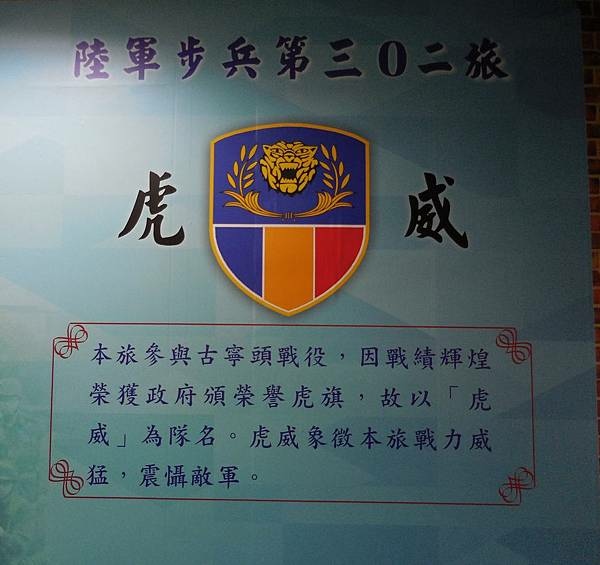 陸軍步兵第三0二旅
虎威
本旅參與古寧頭戰役，因戰績輝煌
榮獲政府頒榮譽虎旗，故以「虎
威」為隊名。虎威象徵本旅戰力威
猛，震懾敵軍。